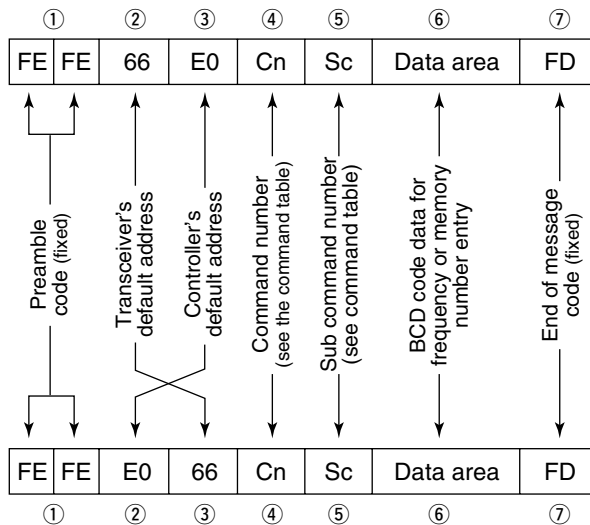 ① ② ③ ④ ⑤ ⑥ ⑦
FE FE 66 E0 Cn Sc Data area FD
Preamble
code (fixed)
Transceiver's
default address
Controller's
default address
Command number
(see the command table)
Sub command number
(see command table)
BCD code data for
frequency or memory
number entry
End of message
code (fixed)
FE FE E0 66 Cn Sc Data area FD
① ② ③ ④ ⑤ ⑥ ⑦